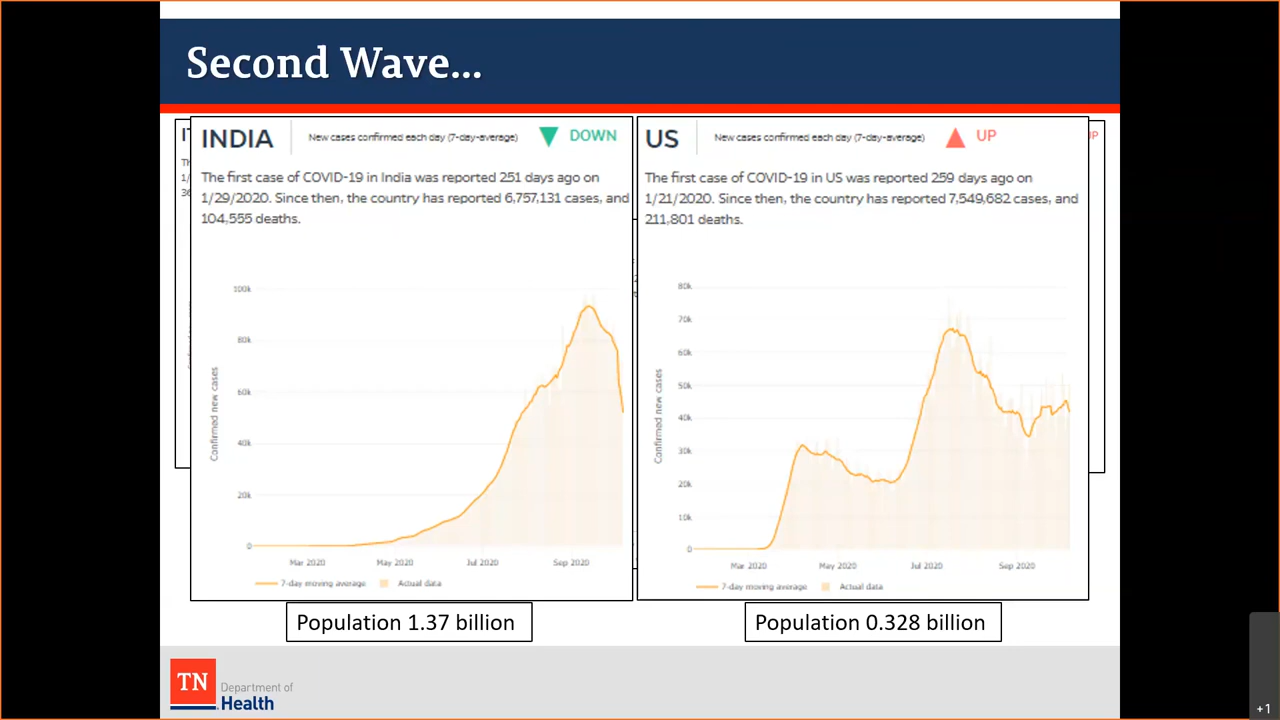 Second Wave...
INDIA
New cases confirmed each day (7-day-average)
DOWN
The first case of COVID-19 in India was reported 251 days ago on
1/29/2020. Since then, the country has reported 6,757,131 cases, and
104,555 deaths.
100k
80k
60k
40k
20k
0
Confirmed new cases
Mar 2020
May 2020
Jul 2020
Sep 2020
7-day moving average
Actual data
Population 1.37 billion
US
New cases confirmed each day (7-day-average)
UP
The first case of COVID-19 in US was reported 259 days ago on
1/21/2020. Since then, the country has reported 7,549,682 cases, and
211,801 deaths.
80k
70k
60k
50k
40k
30k
20k
10k
0
Confirmed new cases
Mar 2020
May 2020
Jul 2020
Sep 2020
7-day moving average
Actual data
Population 0.328 billion
TN
Department of
Health
+1